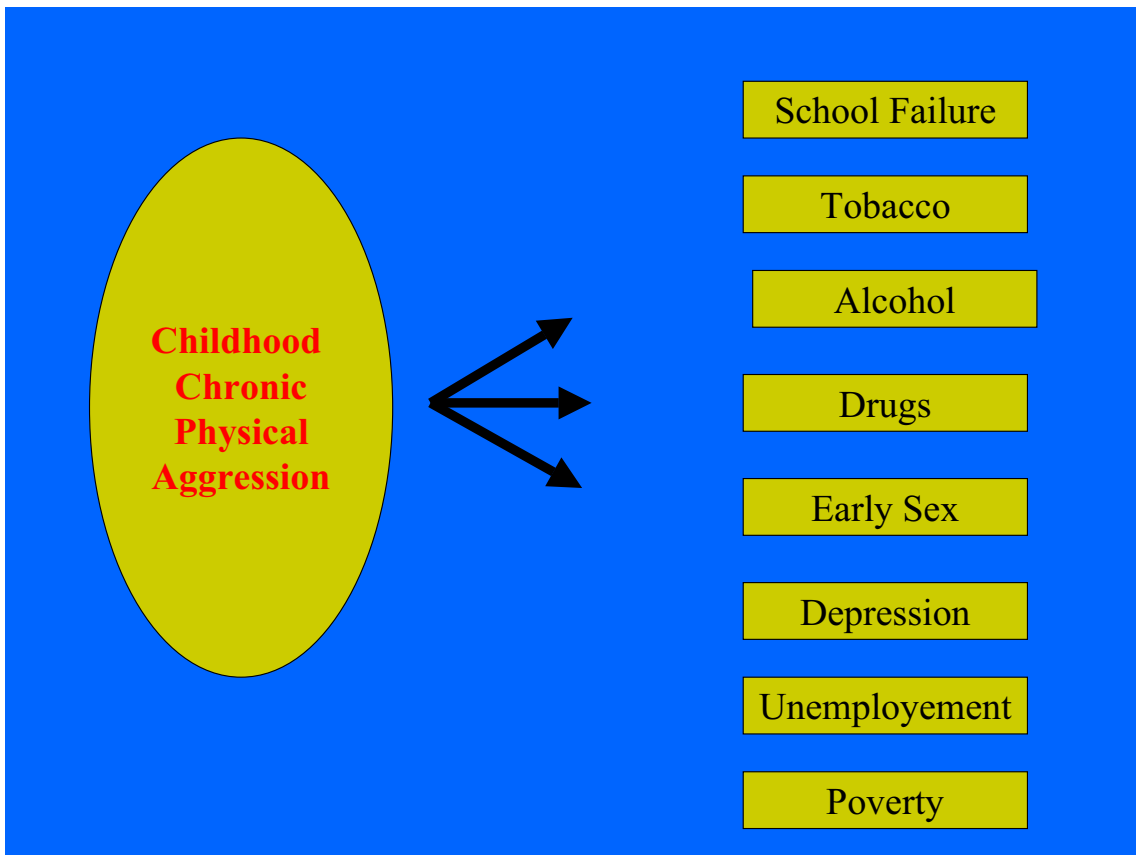 Childhood
Chronic
Physical
Aggression
School Failure
Tobacco
Alcohol
Drugs
Early Sex
Depression
Unemployement
Poverty